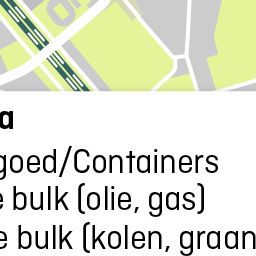 a
goed/Containers
e bulk (olie, gas)
e bulk (kolen, graan